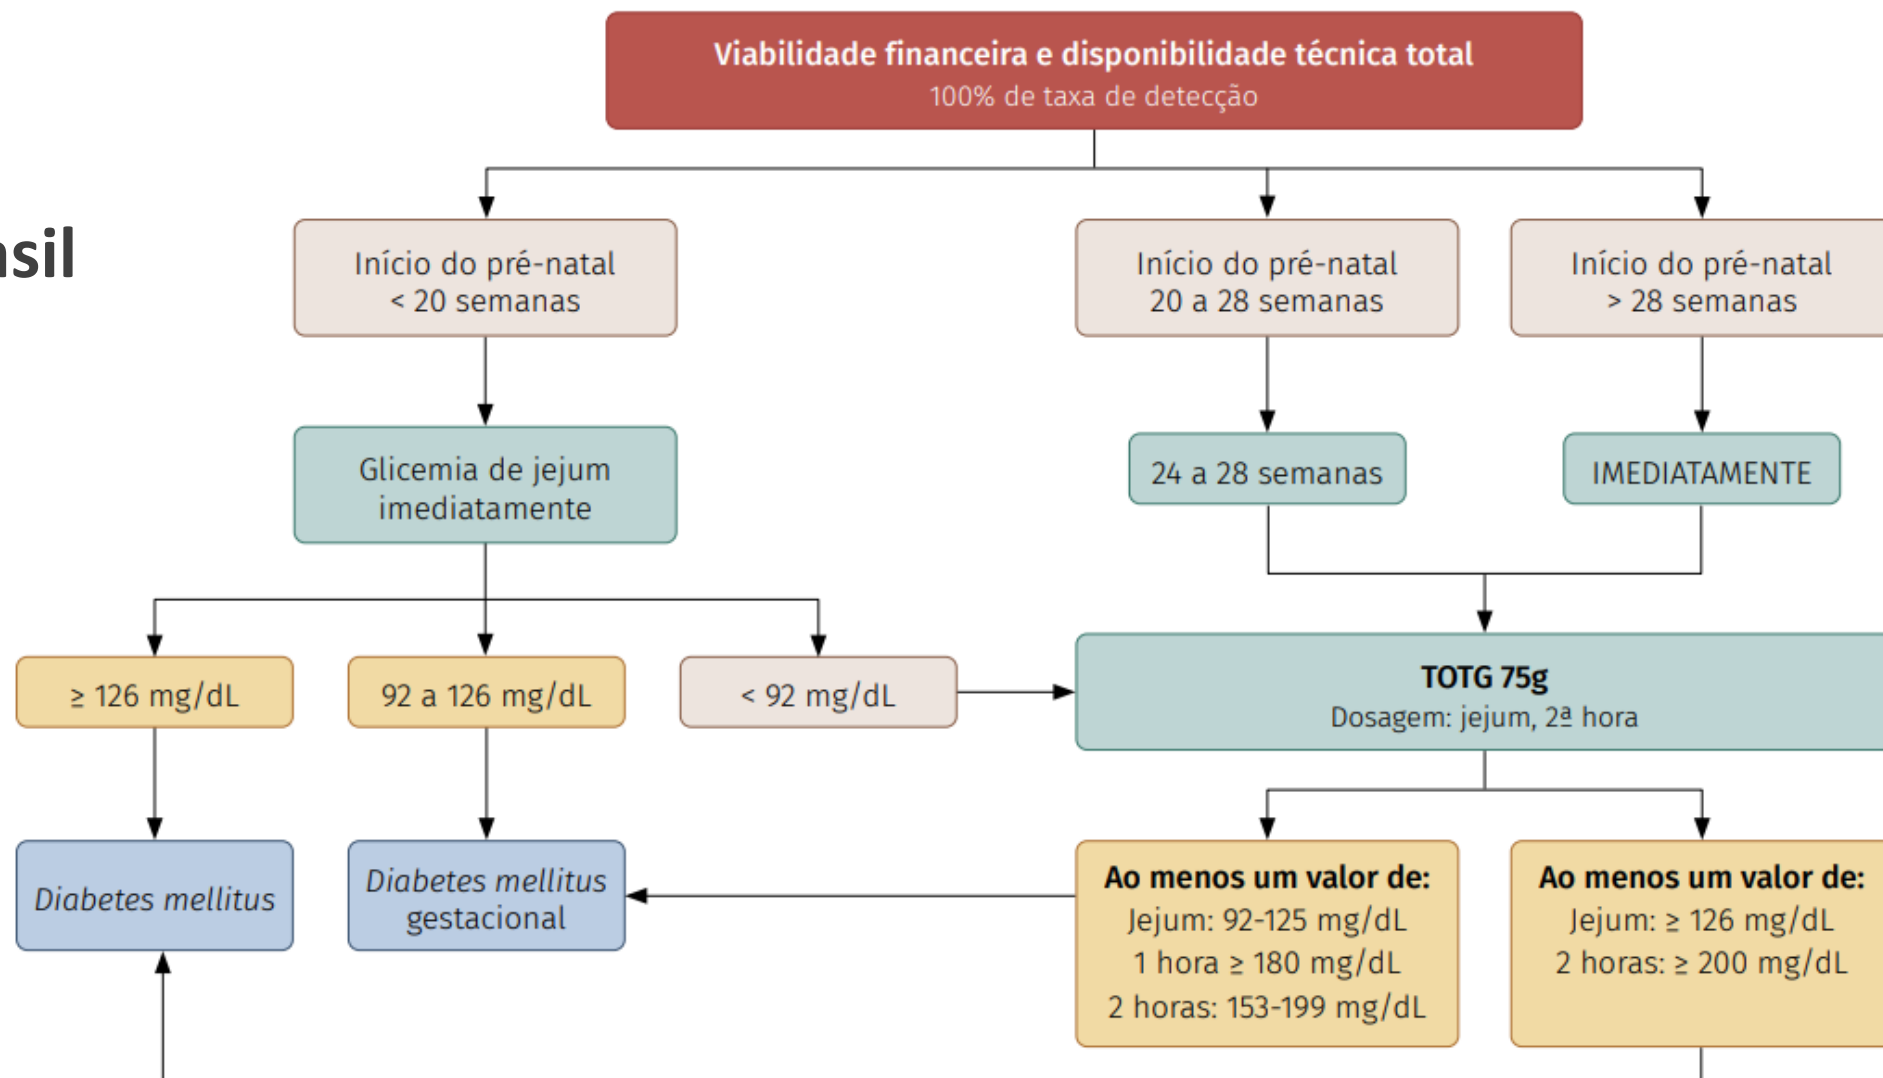 Viabilidade financeira e disponibilidade técnica total
100% de taxa de detecção
asil
Início do pré-natal
< 20 semanas
Início do pré-natal
20 a 28 semanas
Início do pré-natal
> 28 semanas
Glicemia de jejum
imediatamente
24 a 28 semanas
IMEDIATAMENTE
≥ 126 mg/dL
92 a 126 mg/dL
< 92 mg/dL
TOTG 75g
Dosagem: jejum, 2ª hora
Diabetes mellitus
Diabetes mellitus
gestacional
Ao menos um valor de:
Jejum: 92-125 mg/dL
1 hora ≥ 180 mg/dL
2 horas: 153-199 mg/dL
Ao menos um valor de:
Jejum: ≥ 126 mg/dL
2 horas: ≥ 200 mg/dL